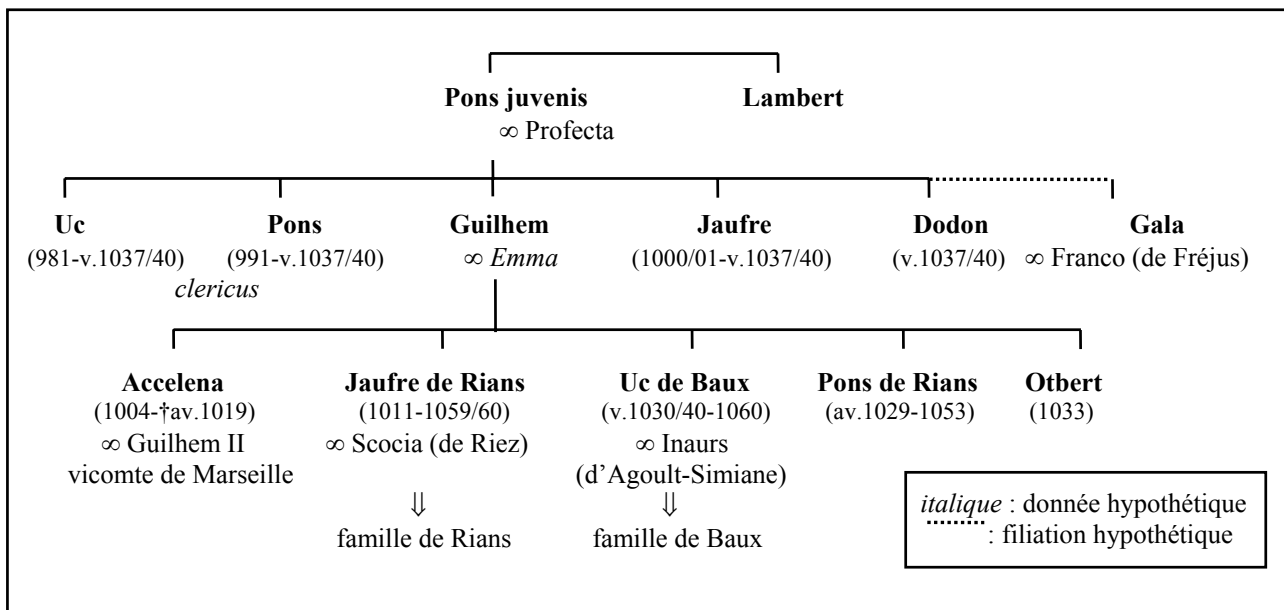 Pons juvenis Lambert
∞ Profecta
Uc Pons Guilhem Jaufre Dodon Gala
(981-v.1037/40) (991-v.1037/40) ∞ Emma (1000/01-v.1037/40) (v.1037/40) ∞ Franco (de Fréjus)
clericus
Accelena Jaufre de Rians Uc de Baux Pons de Rians Otbert
(1004-†av.1019) (1011-1059/60) (v.1030/40-1060) (av.1029-1053) (1033)
∞ Guilhem II ∞ Scocia (de Riez) ∞ Inaurs
vicomte de Marseille (d’Agoult-Simiane)
⇓ ⇓
famille de Rians famille de Baux
italique : donnée hypothétique
: filiation hypothétique